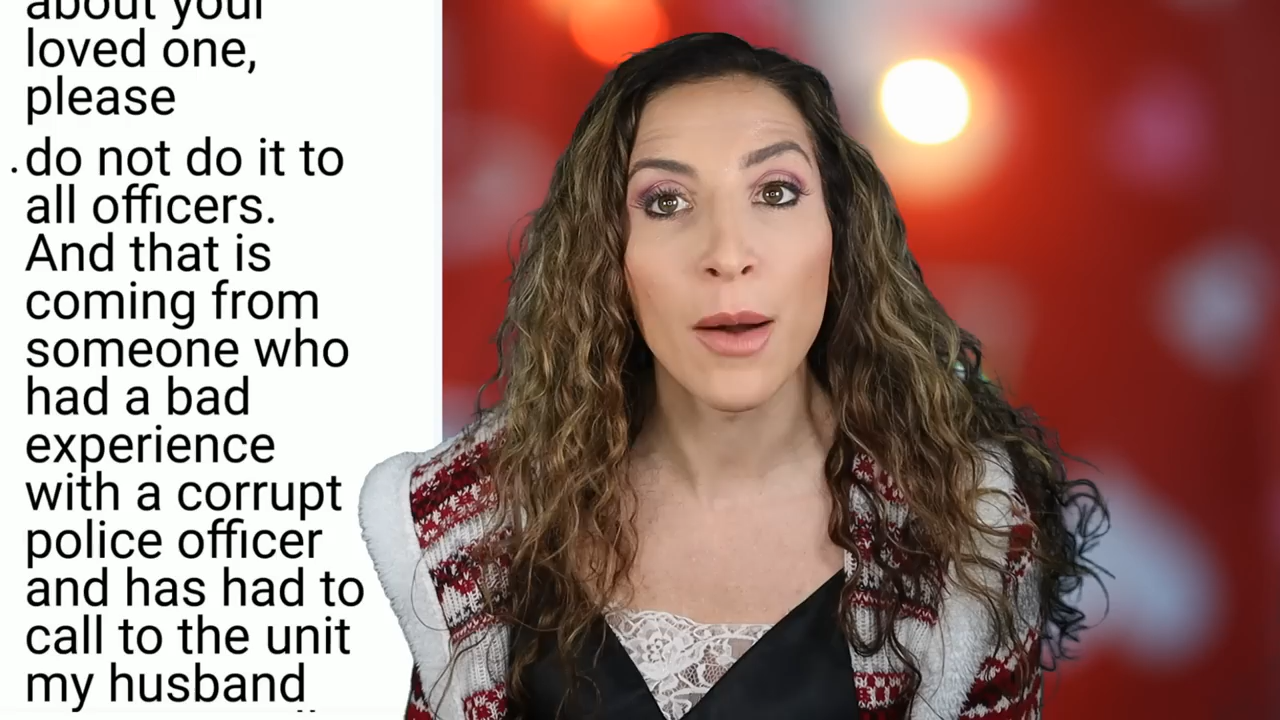 about your
loved one,
please
. do not do it to
all officers.
And that is
coming from
someone who
had a bad
experience
with a corrupt
police officer
and has had to
call to the unit
my husband